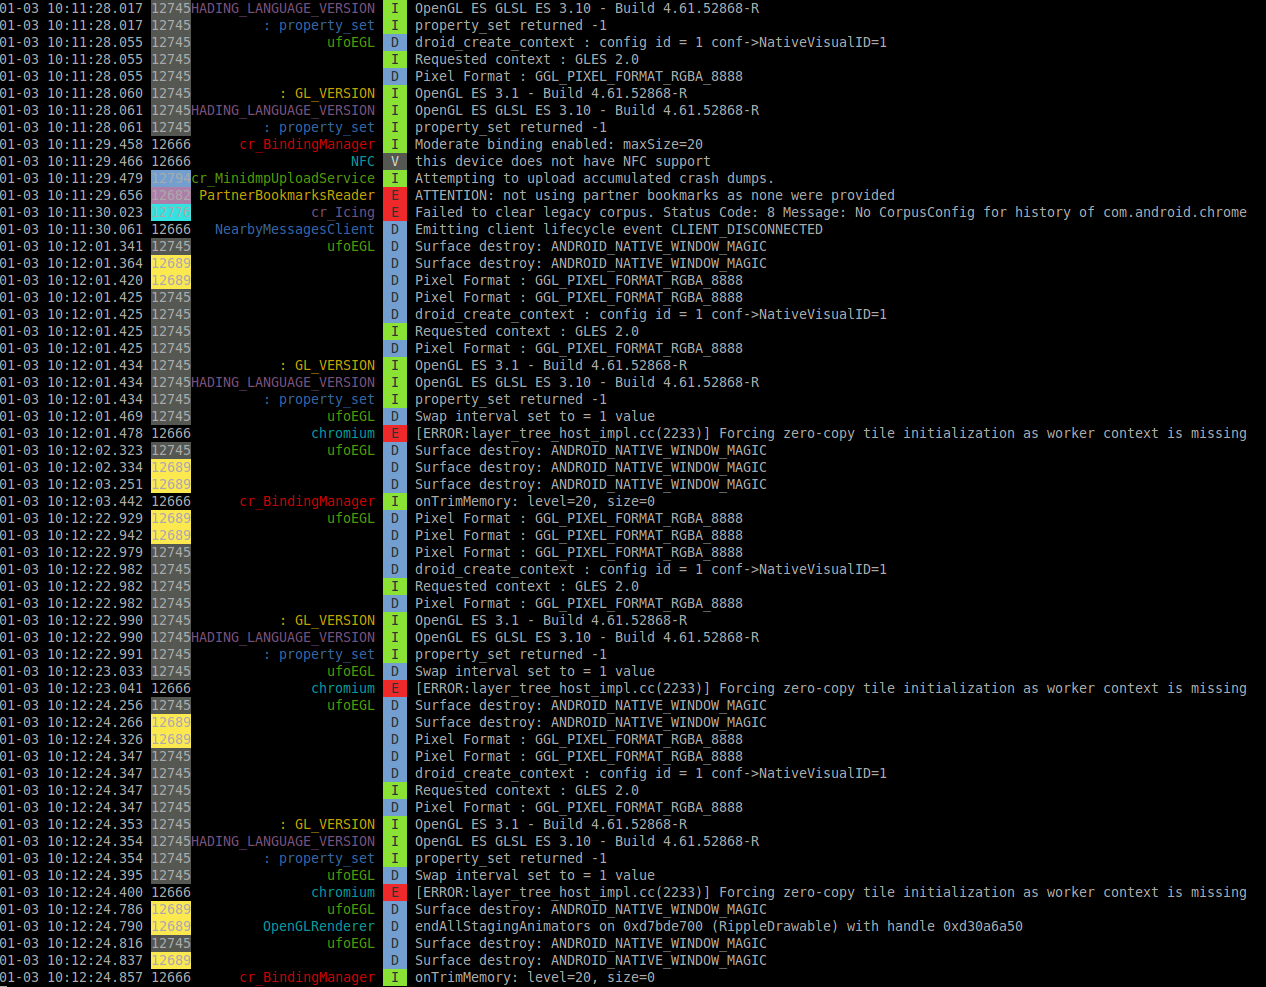 01-03 10:11:28.017 12745HADING_LANGUAGE_VERSION I OpenGL ES GLSL ES 3.10 - Build 4.61.52868-R
01-03 10:11:28.017 12745 : property_set I property_set returned -1
01-03 10:11:28.055 12745 ufoEGL D droid_create_context : config id = 1 conf->NativeVisualID=1
01-03 10:11:28.055 12745 I Requested context : GLES 2.0
01-03 10:11:28.055 12745 D Pixel Format : GGL_PIXEL_FORMAT_RGBA_8888
01-03 10:11:28.060 12745 : GL_VERSION I OpenGL ES 3.1 - Build 4.61.52868-R
01-03 10:11:28.061 12745HADING_LANGUAGE_VERSION I OpenGL ES GLSL ES 3.10 - Build 4.61.52868-R
01-03 10:11:28.061 12745 : property_set I property_set returned -1
01-03 10:11:29.458 12666 cr_BindingManager I Moderate binding enabled: maxSize=20
01-03 10:11:29.466 12666 NFC V this device does not have NFC support
01-03 10:11:29.479 12794cr_MinidmpUploadService I Attempting to upload accumulated crash dumps.
01-03 10:11:29.656 12682 PartnerBookmarksReader E ATTENTION: not using partner bookmarks as none were provided
01-03 10:11:30.023 12776 cr_Icing E Failed to clear legacy corpus. Status Code: 8 Message: No CorpusConfig for history of com.android.chrome
01-03 10:11:30.061 12666 NearbyMessagesClient D Emitting client lifecycle event CLIENT_DISCONNECTED
01-03 10:12:01.341 12745 ufoEGL D Surface destroy: ANDROID_NATIVE_WINDOW_MAGIC
01-03 10:12:01.364 12689 D Surface destroy: ANDROID_NATIVE_WINDOW_MAGIC
01-03 10:12:01.420 12689 D Pixel Format : GGL_PIXEL_FORMAT_RGBA_8888
01-03 10:12:01.425 12745 D Pixel Format : GGL_PIXEL_FORMAT_RGBA_8888
01-03 10:12:01.425 12745 D droid_create_context : config id = 1 conf->NativeVisualID=1
01-03 10:12:01.425 12745 I Requested context : GLES 2.0
01-03 10:12:01.425 12745 D Pixel Format : GGL_PIXEL_FORMAT_RGBA_8888
01-03 10:12:01.434 12745 : GL_VERSION I OpenGL ES 3.1 - Build 4.61.52868-R
01-03 10:12:01.434 12745HADING_LANGUAGE_VERSION I OpenGL ES GLSL ES 3.10 - Build 4.61.52868-R
01-03 10:12:01.434 12745 : property_set I property_set returned -1
01-03 10:12:01.469 12745 ufoEGL D Swap interval set to = 1 value
01-03 10:12:01.478 12666 chromium E [ERROR:layer_tree_host_impl.cc(2233)] Forcing zero-copy tile initialization as worker context is missing
01-03 10:12:02.323 12745 ufoEGL D Surface destroy: ANDROID_NATIVE_WINDOW_MAGIC
01-03 10:12:02.334 12689 D Surface destroy: ANDROID_NATIVE_WINDOW_MAGIC
01-03 10:12:03.251 12689 D Surface destroy: ANDROID_NATIVE_WINDOW_MAGIC
01-03 10:12:03.442 12666 cr_BindingManager I onTrimMemory: level=20, size=0
01-03 10:12:22.929 12689 ufoEGL D Pixel Format : GGL_PIXEL_FORMAT_RGBA_8888
01-03 10:12:22.942 12689 D Pixel Format : GGL_PIXEL_FORMAT_RGBA_8888
01-03 10:12:22.979 12745 D Pixel Format : GGL_PIXEL_FORMAT_RGBA_8888
01-03 10:12:22.982 12745 D droid_create_context : config id = 1 conf->NativeVisualID=1
01-03 10:12:22.982 12745 I Requested context : GLES 2.0
01-03 10:12:22.982 12745 D Pixel Format : GGL_PIXEL_FORMAT_RGBA_8888
01-03 10:12:22.990 12745 : GL_VERSION I OpenGL ES 3.1 - Build 4.61.52868-R
01-03 10:12:22.990 12745HADING_LANGUAGE_VERSION I OpenGL ES GLSL ES 3.10 - Build 4.61.52868-R
01-03 10:12:22.991 12745 : property_set I property_set returned -1
01-03 10:12:23.033 12745 ufoEGL D Swap interval set to = 1 value
01-03 10:12:23.041 12666 chromium E [ERROR:layer_tree_host_impl.cc(2233)] Forcing zero-copy tile initialization as worker context is missing
01-03 10:12:24.256 12745 ufoEGL D Surface destroy: ANDROID_NATIVE_WINDOW_MAGIC
01-03 10:12:24.266 12689 D Surface destroy: ANDROID_NATIVE_WINDOW_MAGIC
01-03 10:12:24.326 12689 D Pixel Format : GGL_PIXEL_FORMAT_RGBA_8888
01-03 10:12:24.347 12745 D Pixel Format : GGL_PIXEL_FORMAT_RGBA_8888
01-03 10:12:24.347 12745 D droid_create_context : config id = 1 conf->NativeVisualID=1
01-03 10:12:24.347 12745 I Requested context : GLES 2.0
01-03 10:12:24.347 12745 D Pixel Format : GGL_PIXEL_FORMAT_RGBA_8888
01-03 10:12:24.353 12745 : GL_VERSION I OpenGL ES 3.1 - Build 4.61.52868-R
01-03 10:12:24.354 12745HADING_LANGUAGE_VERSION I OpenGL ES GLSL ES 3.10 - Build 4.61.52868-R
01-03 10:12:24.354 12745 : property_set I property_set returned -1
01-03 10:12:24.395 12745 ufoEGL D Swap interval set to = 1 value
01-03 10:12:24.400 12666 chromium E [ERROR:layer_tree_host_impl.cc(2233)] Forcing zero-copy tile initialization as worker context is missing
01-03 10:12:24.786 12689 ufoEGL D Surface destroy: ANDROID_NATIVE_WINDOW_MAGIC
01-03 10:12:24.790 12689 OpenGLRenderer D endAllStagingAnimators on 0xd7bde700 (RippleDrawable) with handle 0xd30a6a50
01-03 10:12:24.816 12745 ufoEGL D Surface destroy: ANDROID_NATIVE_WINDOW_MAGIC
01-03 10:12:24.837 12689 D Surface destroy: ANDROID_NATIVE_WINDOW_MAGIC
01-03 10:12:24.857 12666 cr_BindingManager I onTrimMemory: level=20, size=0